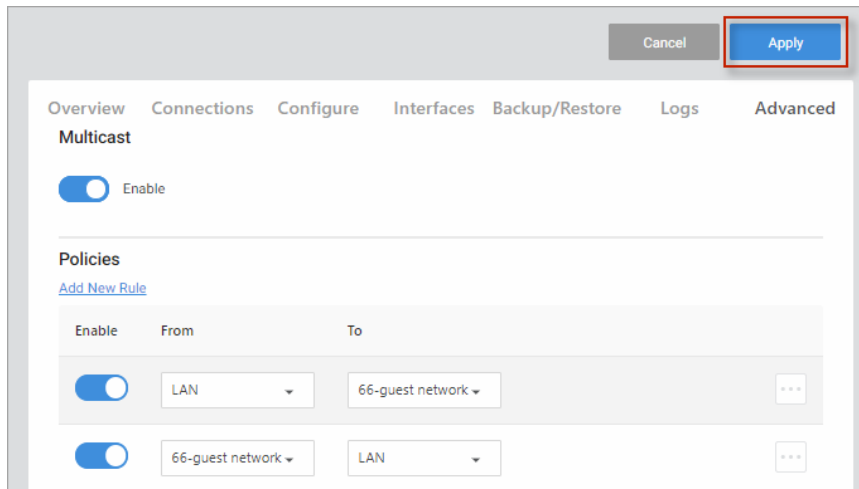 Cancel Apply
Overview Connections Configure Interfaces Backup/Restore Logs Advanced
Multicast
Enable
Policies
Add New Rule
Enable From To
LAN 66-guest network
66-guest network LAN